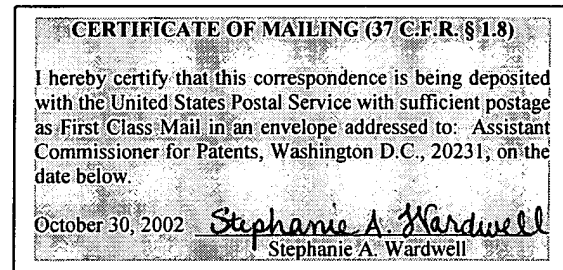 CERTIFICATE OF MAILING (37 C.F.R. § 1.8)
I hereby certify that this correspondence is being deposited
with the United States Postal Service with sufficient postage
as First Class Mail in an envelope addressed to: Assistant
Commissioner for Patents, Washington D.C., 20231, on the
date below.
October 30, 2002 Stephanie A. Wardwell
Stephanie A. Wardwell